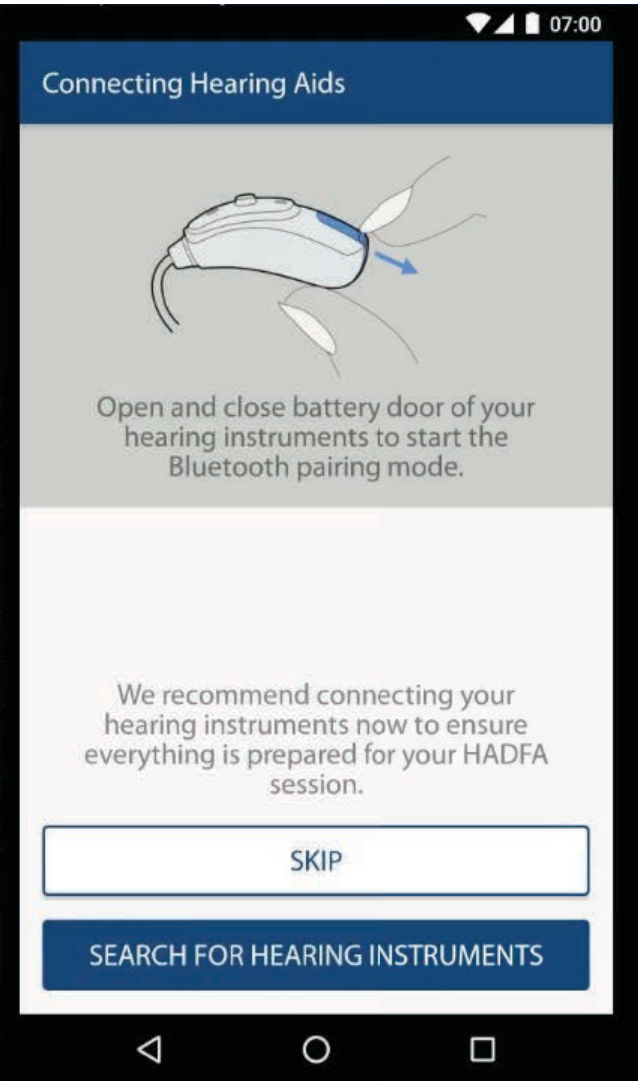 07:00
Connecting Hearing Aids
Open and close battery door of your
hearing instruments to start the
Bluetooth pairing mode.
We recommend connecting your
hearing instruments now to ensure
everything is prepared for your HADFA
session.
SKIP
SEARCH FOR HEARING INSTRUMENTS